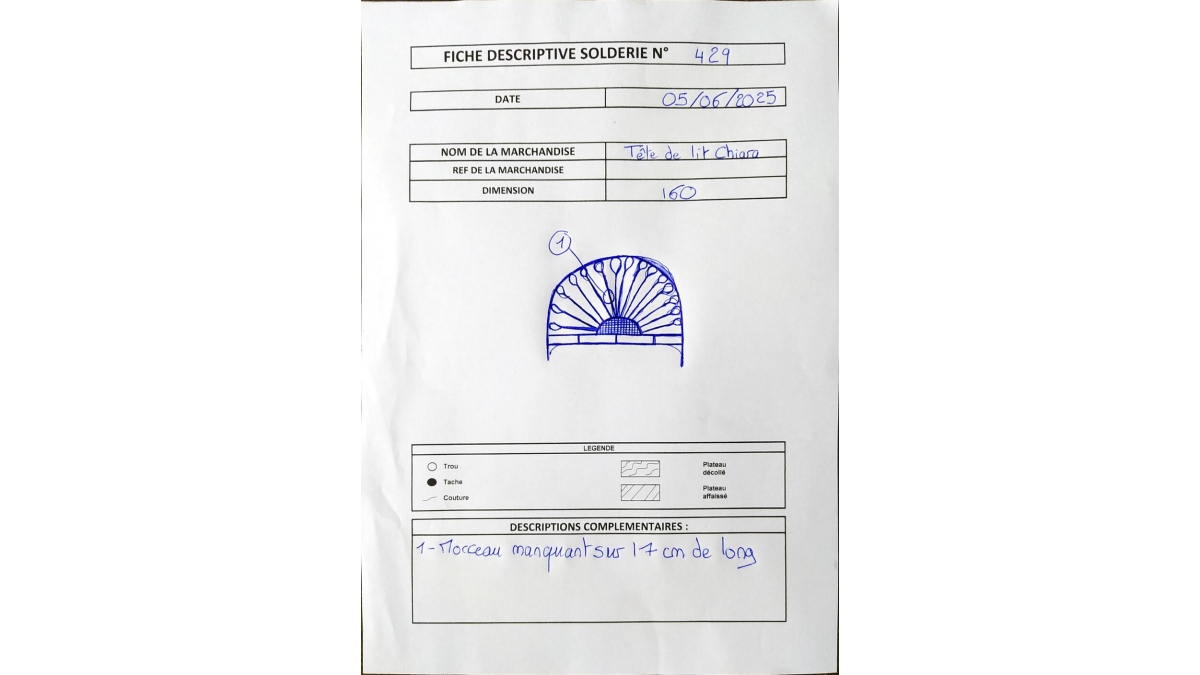 FICHE DESCRIPTIVE SOLDERIE N° 429
DATE 05/06/2025
NOM DE LA MARCHANDISE Tête de lit Chiara
REF DE LA MARCHANDISE
DIMENSION 160
1
LEGENDE
Trou
Tache
Couture
Plateau
décollé
Plateau
affaissé
DESCRIPTIONS COMPLEMENTAIRES :
1-Morceau manquant sur 17 cm de long